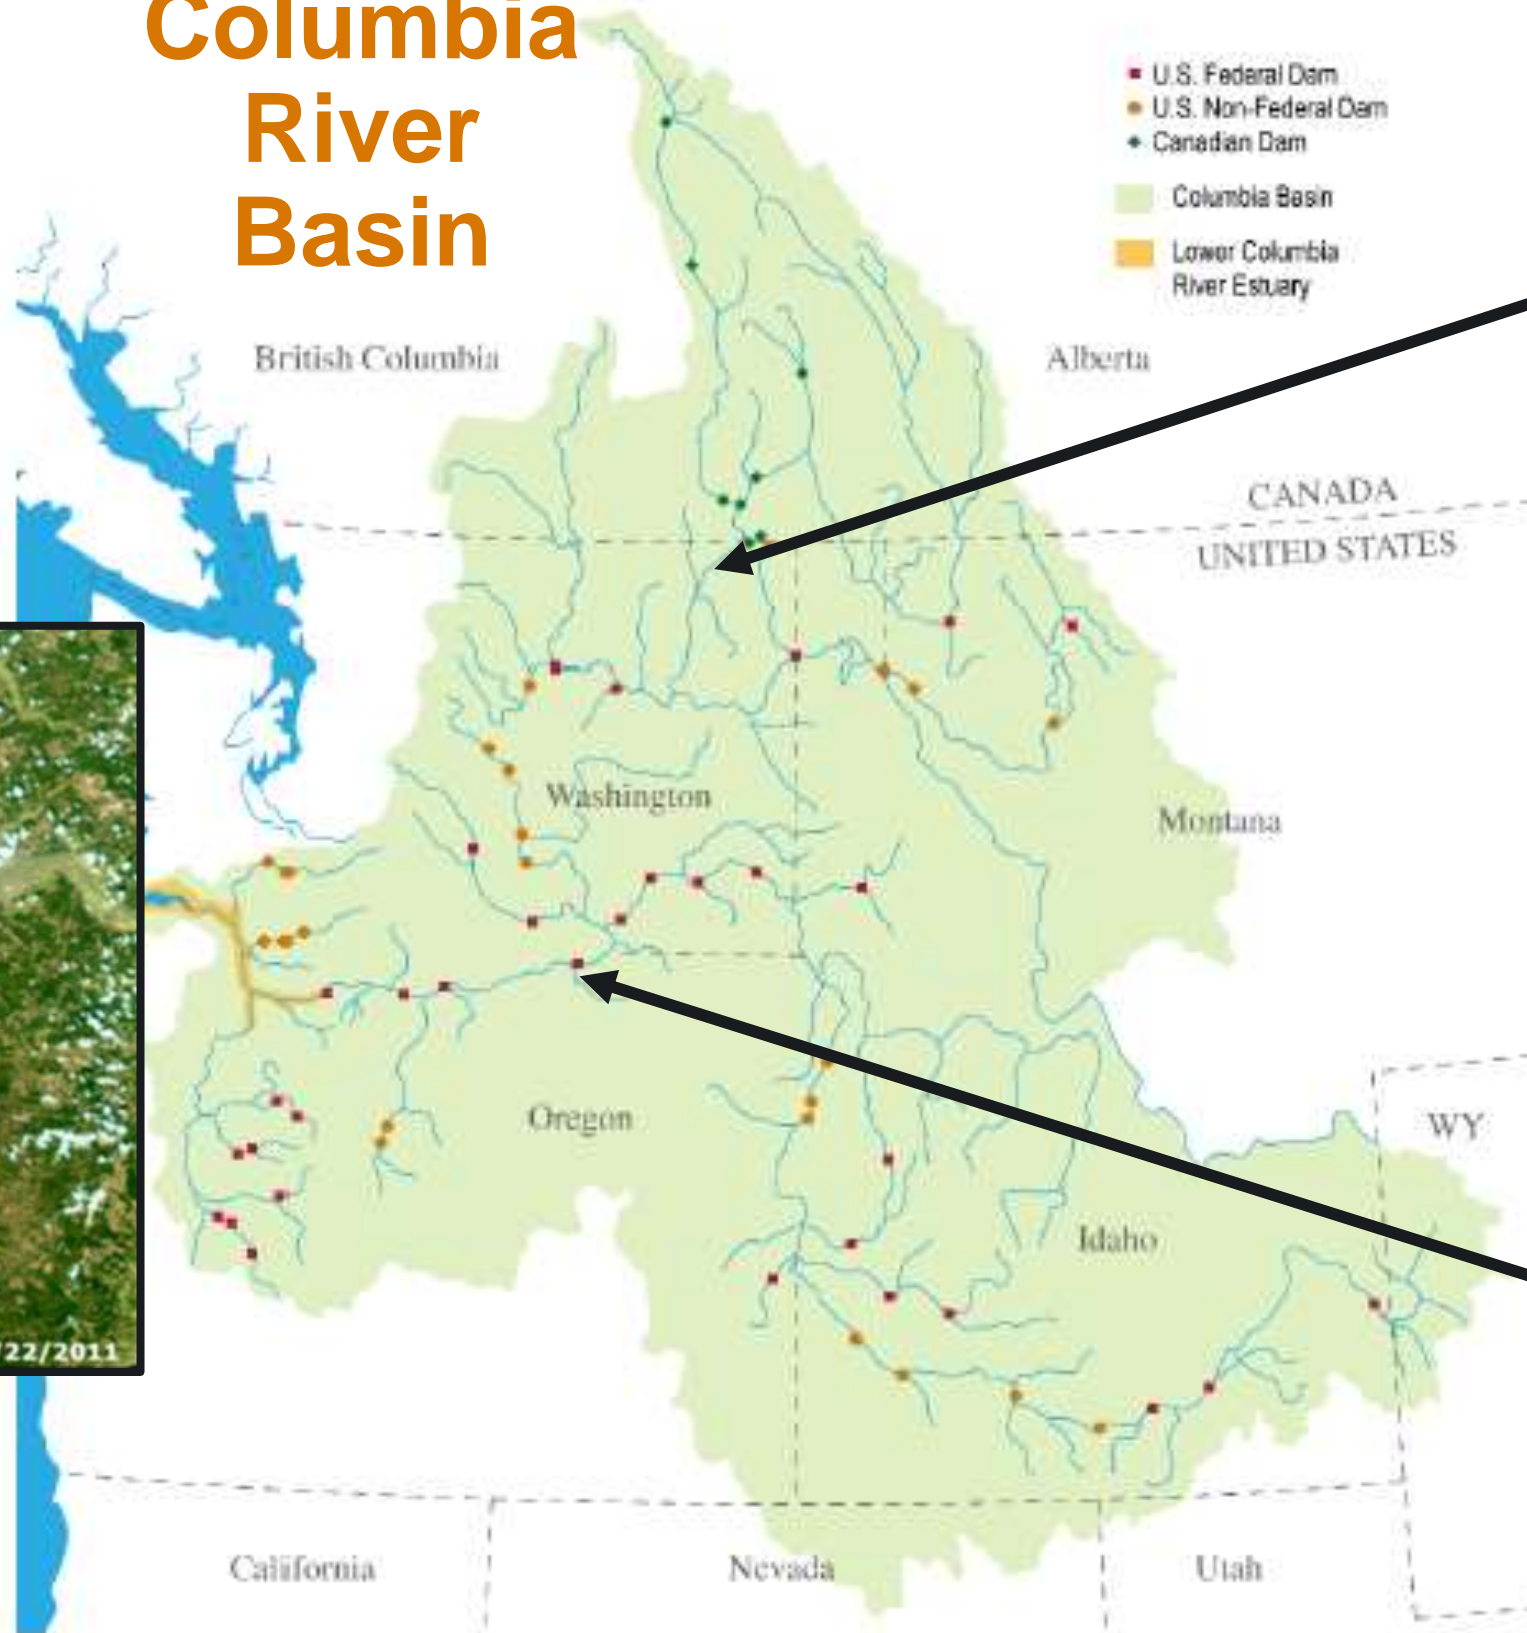 Columbia
River
Basin
U.S. Federal Dam
U.S. Non-Federal Dam
Canadian Dam
Columbia Basin
Lower Columbia
River Estuary
British Columbia
Alberta
CANADA
UNITED STATES
Washington
Montana
Oregon
WY
Idaho
/22/2011
California
Nevada
Utah